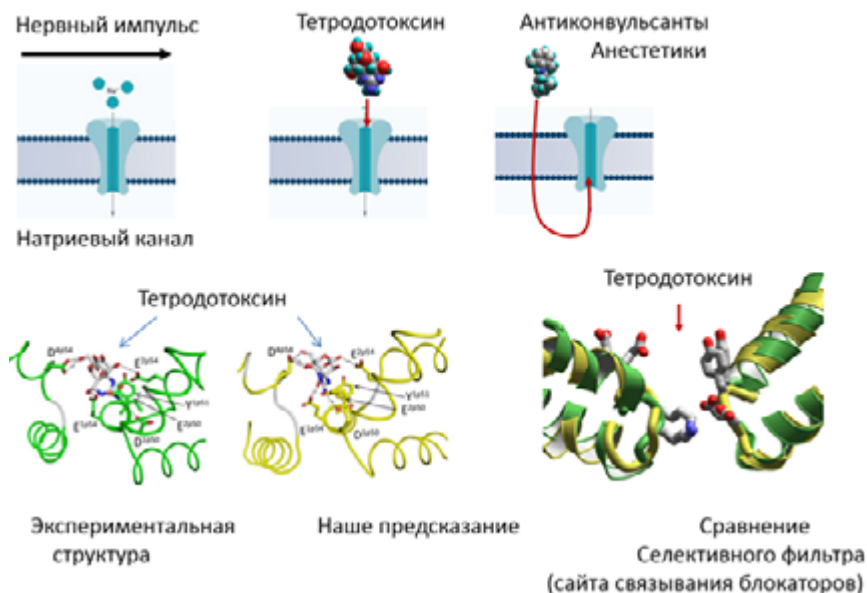 Нервный импульс
Тетродотоксин
Антиконвульсанты
Анестетики
Na⁺
Натриевый канал
Тетродотоксин
Тетродотоксин
Экспериментальная
структура
Наше предсказание
Сравнение
Селективного фильтра
(сайта связывания блокаторов)